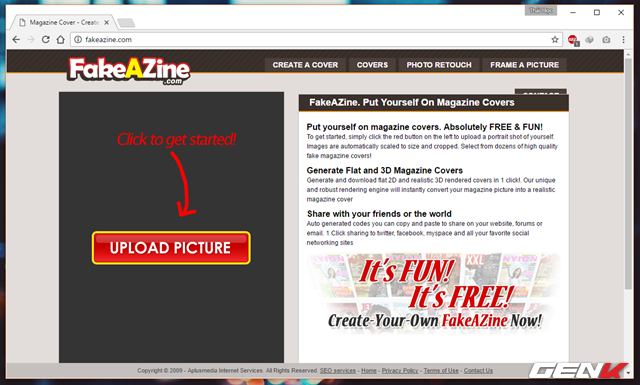 Thái Học
Magazine Cover - Create
fakeazine.com
FakeAZine
.com
CREATE A COVER
COVERS
PHOTO RETOUCH
FRAME A PICTURE
CONTACT
Click to get started!
UPLOAD PICTURE
FakeAZine. Put Yourself On Magazine Covers
Put yourself on magazine covers. Absolutely FREE & FUN!
To get started, simply click the red button on the left to upload a portrait shot of yourself.
Images are automatically scaled to size and cropped. Select from dozens of high quality
fake magazine covers!
Generate Flat and 3D Magazine Covers
Generate and download flat 2D and realistic 3D rendered covers in 1 click!. Our unique
and robust rendering engine will instantly convert your magazine picture into a realistic
magazine cover
Share with your friends or the world
Auto generated codes you can copy and paste to share on your website, forums or
email. 1 Click sharing to twitter, facebook, myspace and all your favorite social
networking sites
It's FUN!
It's FREE!
Create-Your-Own FakeAZine Now!
Copyright © 2009 - Aplusmedia Internet Services. All Rights Reserved. SEO services - Home - Privacy Policy - Terms of Use - Contact Us
GENK